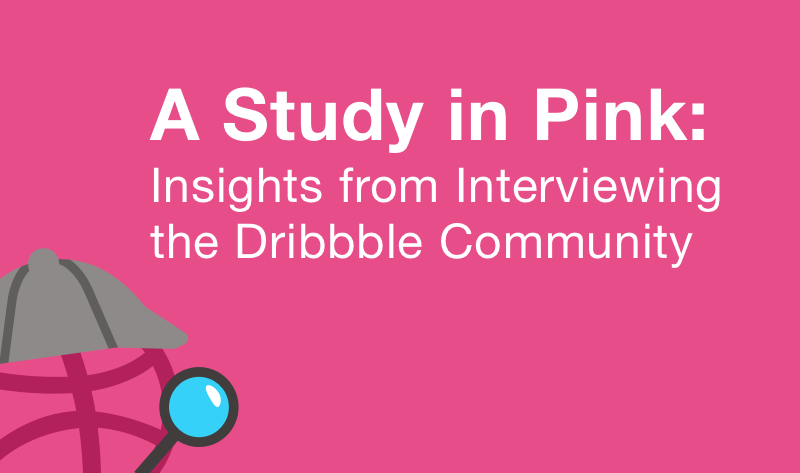 A Study in Pink:
Insights from Interviewing
the Dribbble Community